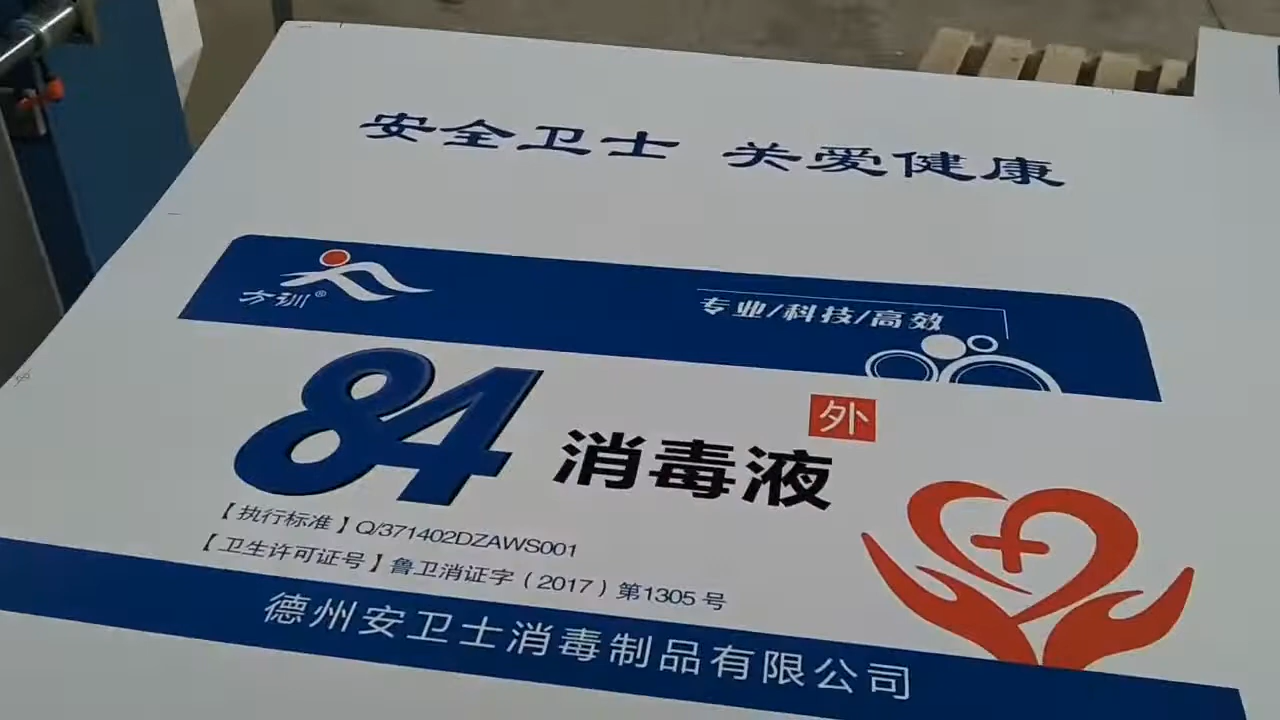 安全卫士 关爱健康
方训®
专业/科技/高效
84消毒液
外
【执行标准】Q/371402DZAWS001
【卫生许可证号】鲁卫消证字（2017）第1305号
德州安卫士消毒制品有限公司